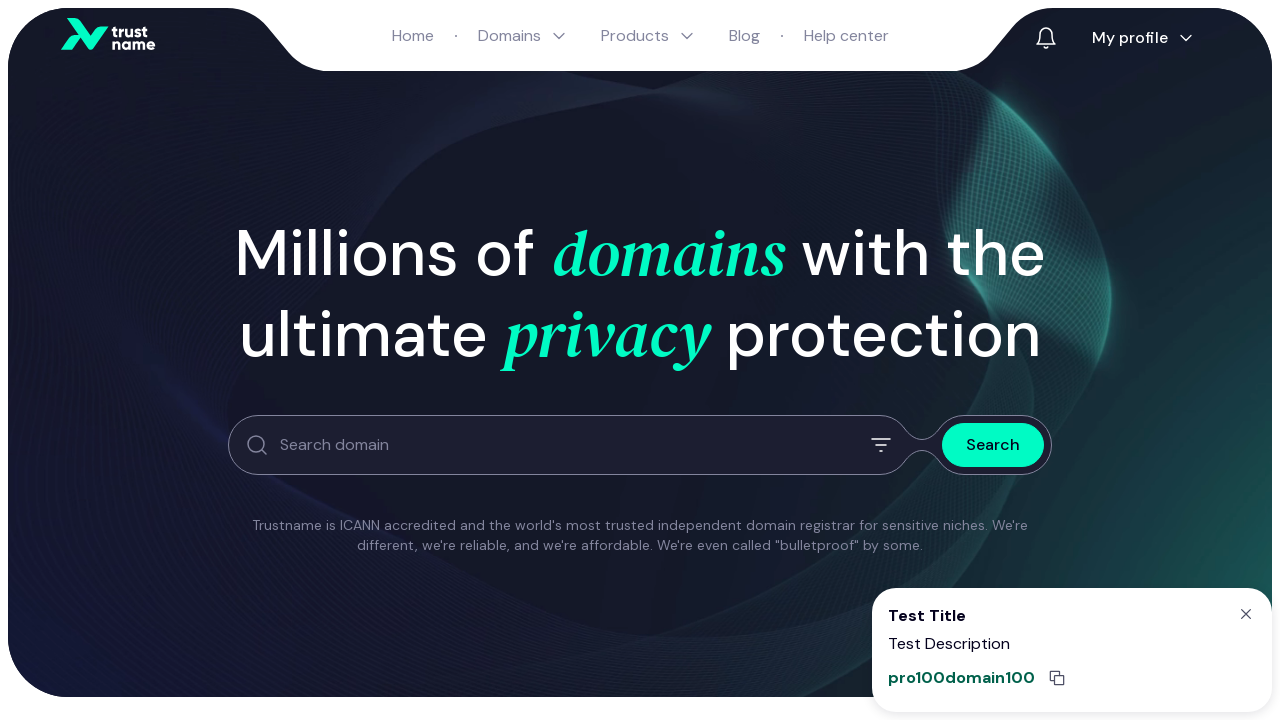 trust
name
Home · Domains Products Blog · Help center
My profile
Millions of domains with the
ultimate privacy protection
Search domain
Search
Trustname is ICANN accredited and the world's most trusted independent domain registrar for sensitive niches. We're
different, we're reliable, and we're affordable. We're even called "bulletproof" by some.
Test Title
Test Description
pro100domain100